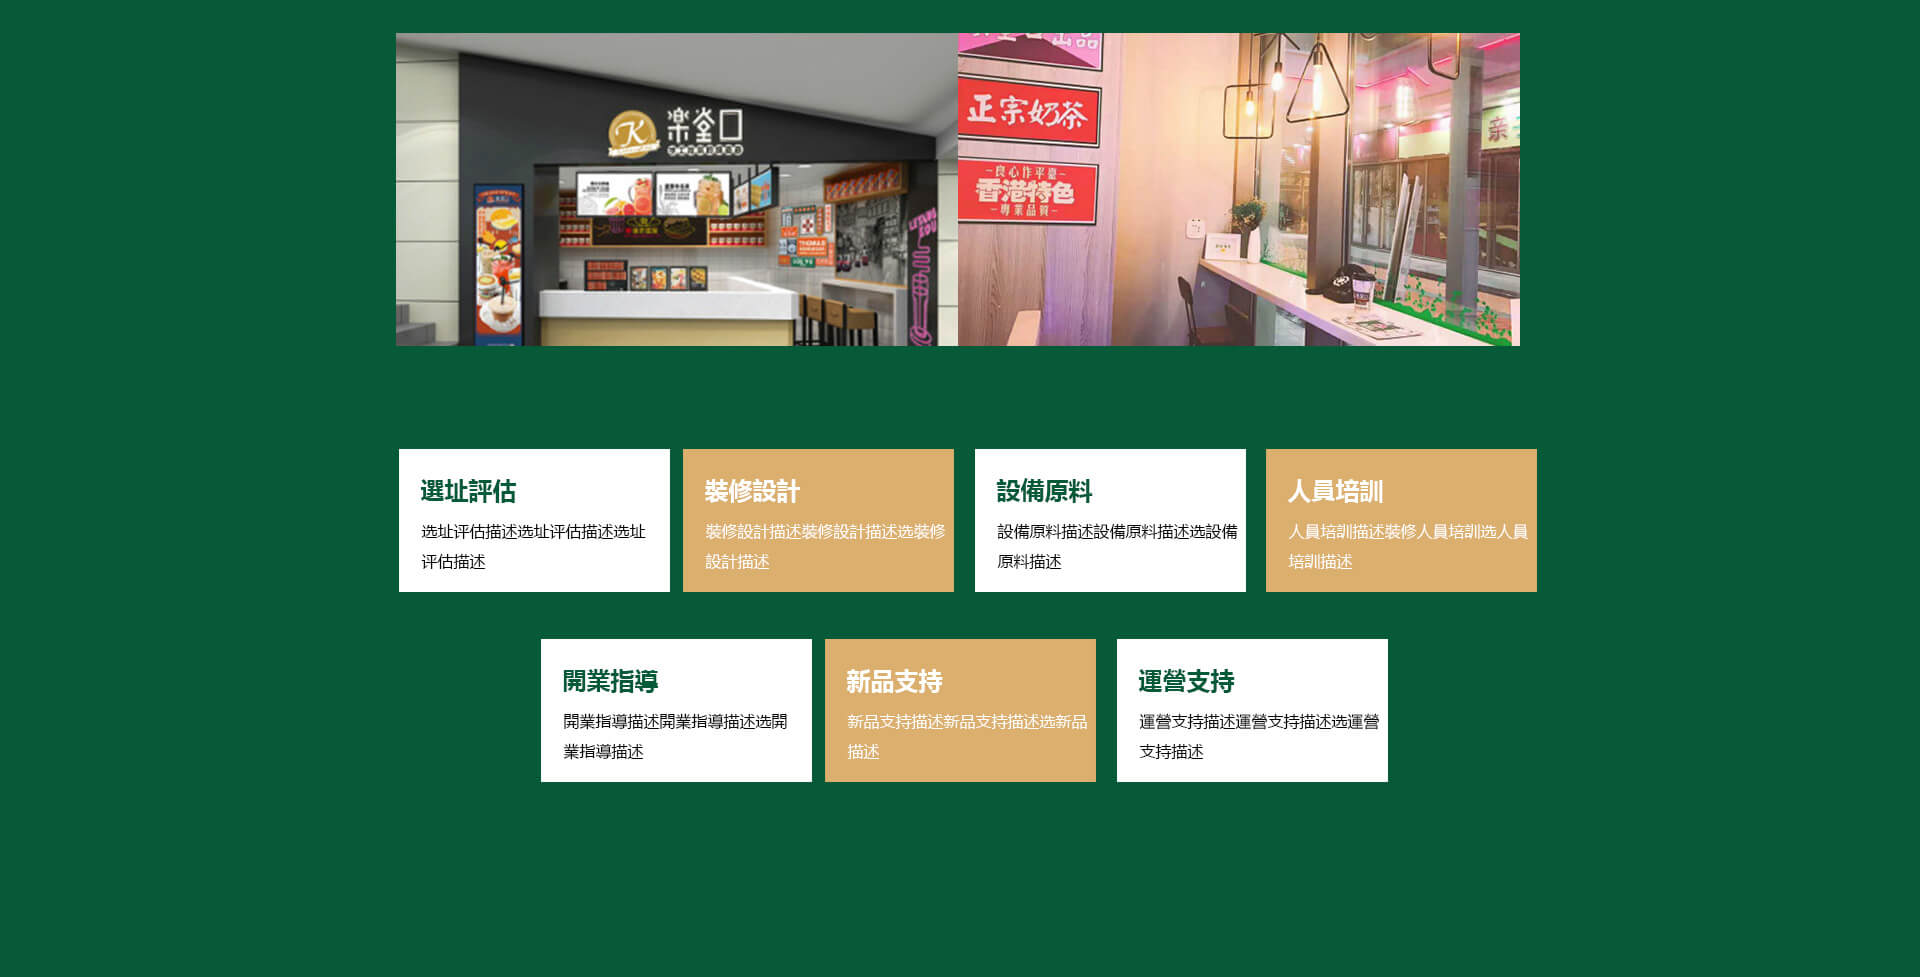 K
楽堂口
正宗奶茶
良心作平臺
香港特色
專業品質
亲
選址評估
选址评估描述选址评估描述选址
评估描述
裝修設計
裝修設計描述裝修設計描述选裝修
設計描述
設備原料
設備原料描述設備原料描述选設備
原料描述
人員培訓
人員培訓描述裝修人員培訓选人員
培訓描述
開業指導
開業指導描述開業指導描述选開
業指導描述
新品支持
新品支持描述新品支持描述选新品
描述
運營支持
運營支持描述運營支持描述选運營
支持描述